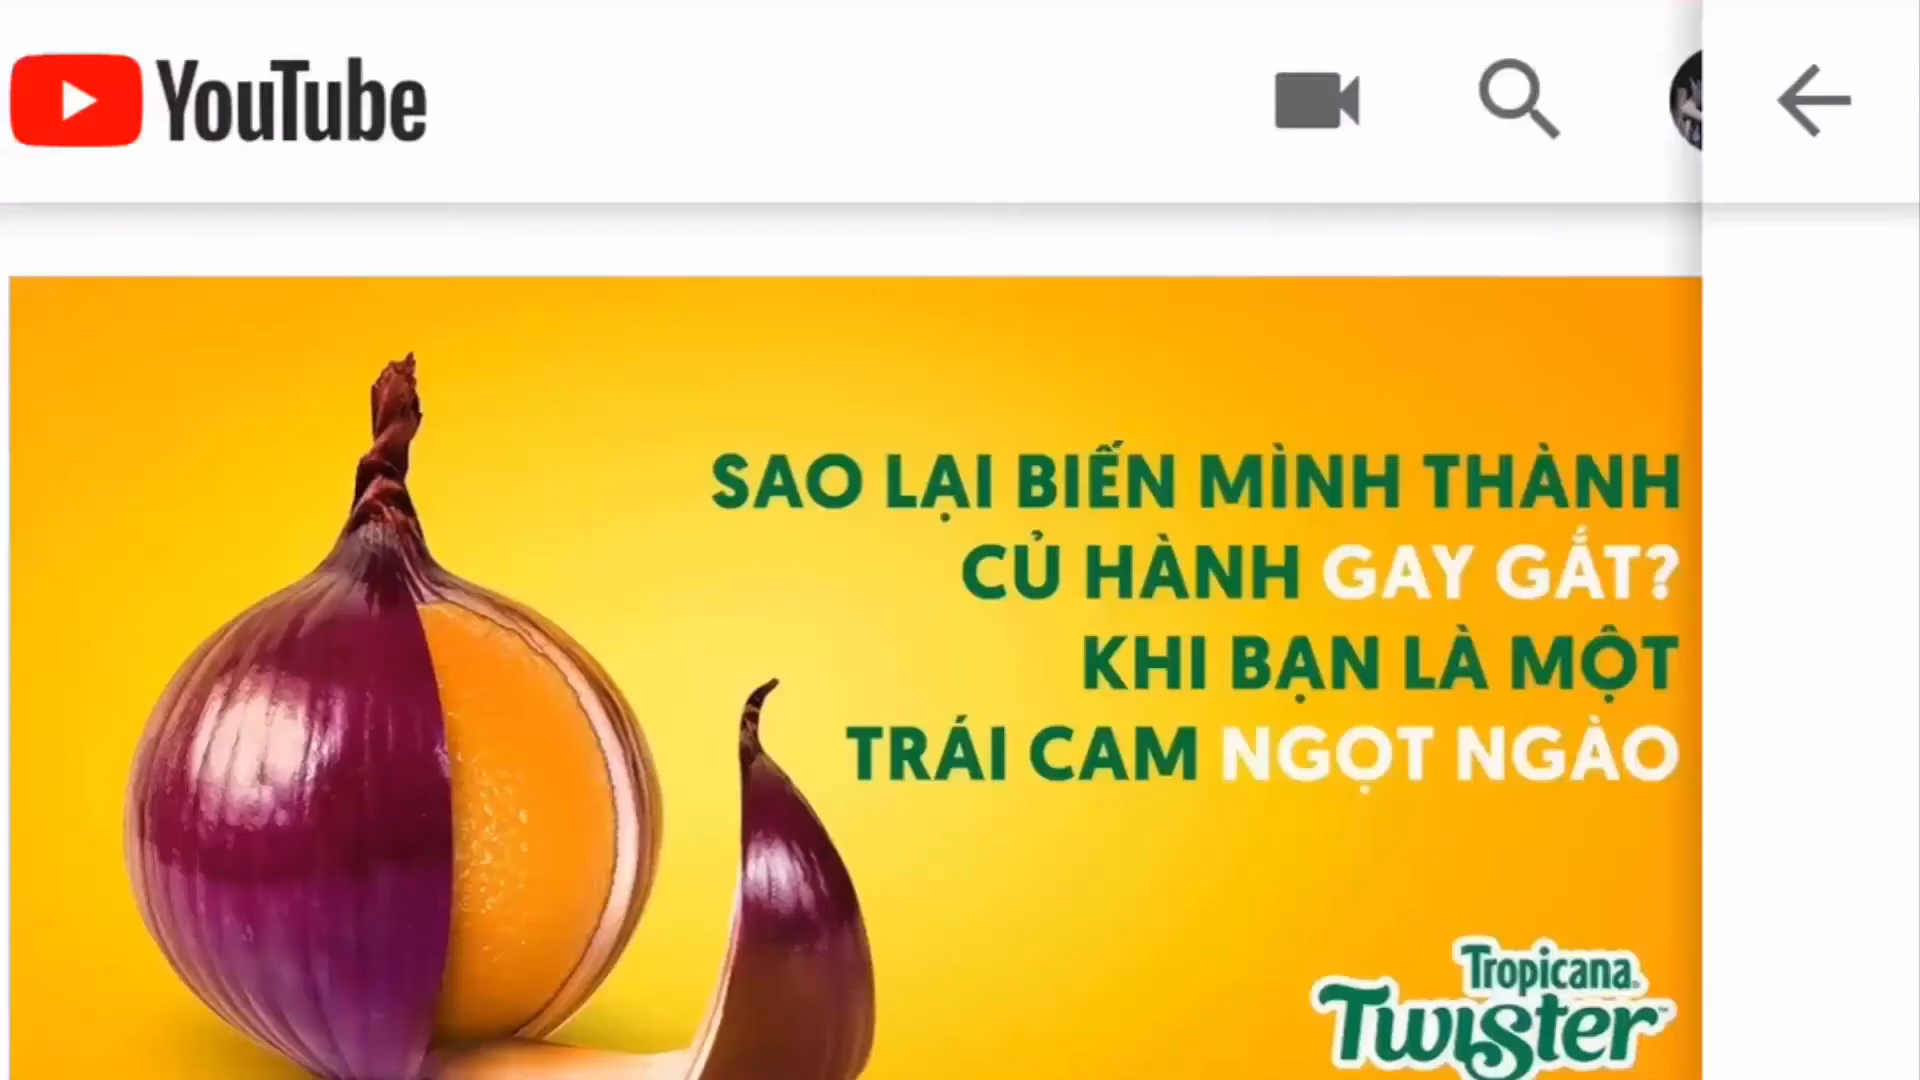 YouTube
SAO LẠI BIẾN MÌNH THÀNH
CỦ HÀNH GAY GẮT?
KHI BẠN LÀ MỘT
TRÁI CAM NGỌT NGÀO
Tropicana
Twister